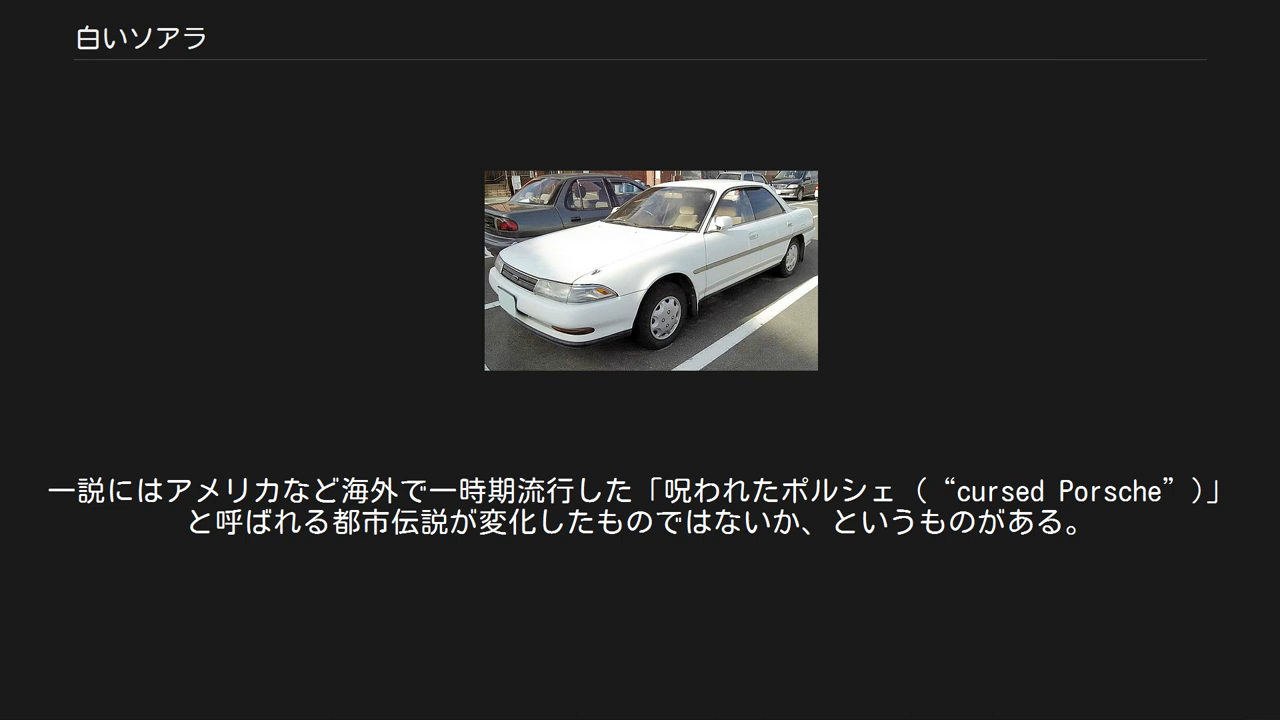 白いソアラ
一説にはアメリカなど海外で一時期流行した「呪われたポルシェ（“cursed Porsche”）」
と呼ばれる都市伝説が変化したものではないか、というものがある。